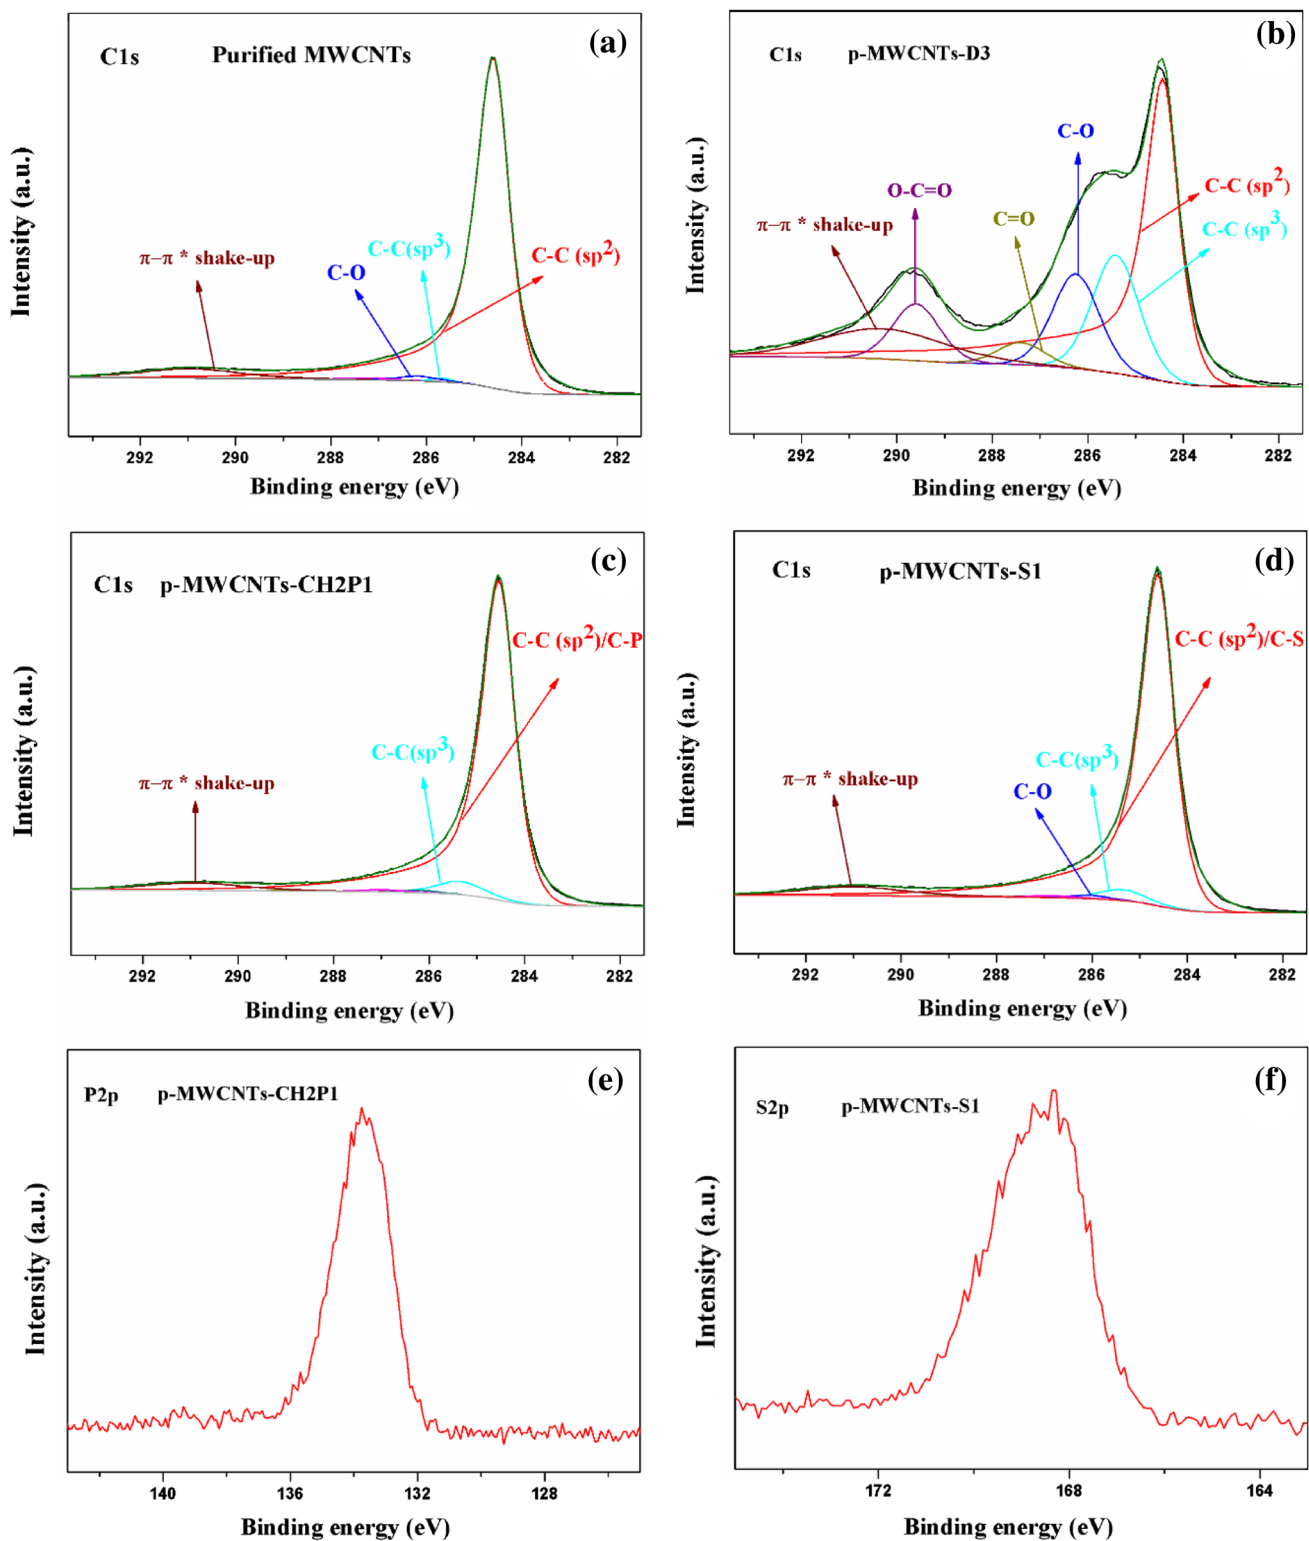 (a)
C1s Purified MWCNTs
π–π * shake-up
C-O
C-C(sp3)
C-C (sp2)
Intensity (a.u.)
292 290 288 286 284 282
Binding energy (eV)
(b)
C1s p-MWCNTs-D3
π–π * shake-up
O-C=O
C=O
C-O
C-C (sp2)
C-C (sp3)
Intensity (a.u.)
292 290 288 286 284 282
Binding energy (eV)
(c)
C1s p-MWCNTs-CH2P1
C-C (sp2)/C-P
C-C(sp3)
π–π * shake-up
Intensity (a.u.)
292 290 288 286 284 282
Binding energy (eV)
(d)
C1s p-MWCNTs-S1
C-C (sp2)/C-S
C-C(sp3)
C-O
π–π * shake-up
Intensity (a.u.)
292 290 288 286 284 282
Binding energy (eV)
(e)
P2p p-MWCNTs-CH2P1
Intensity (a.u.)
140 136 132 128
Binding energy (eV)
(f)
S2p p-MWCNTs-S1
Intensity (a.u.)
172 168 164
Binding energy (eV)